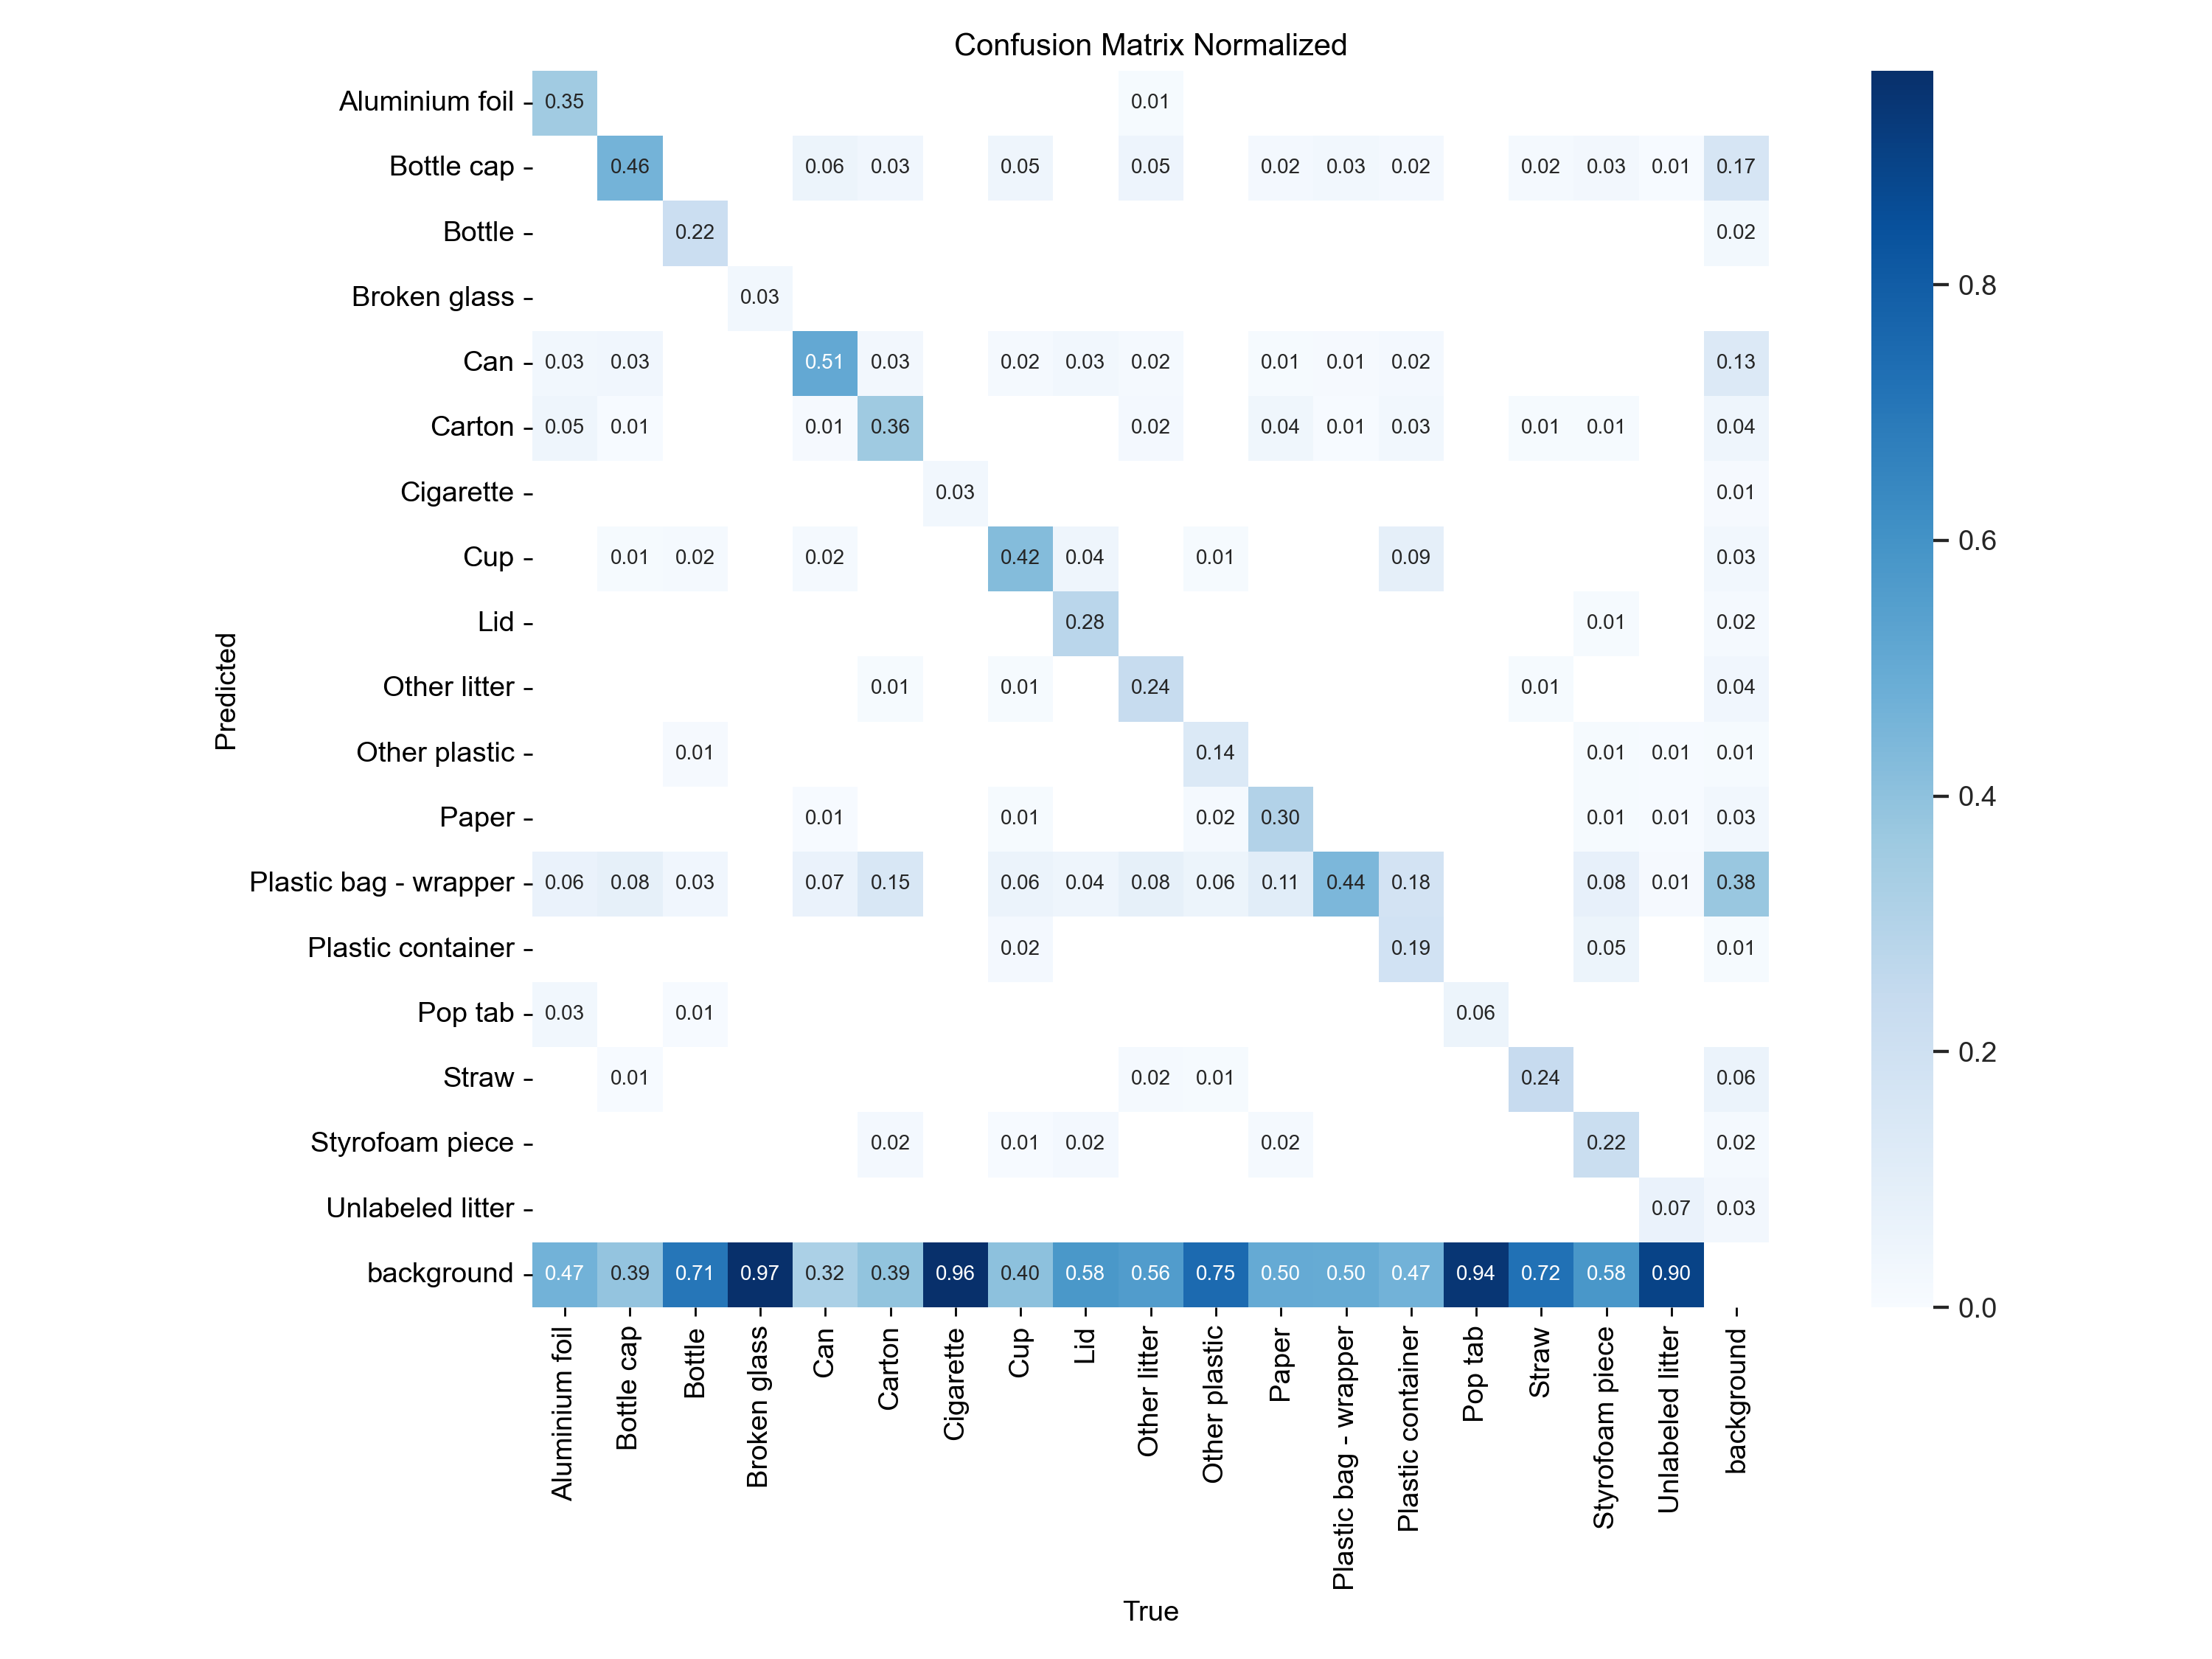 Confusion Matrix Normalized
Aluminium foil 0.35 0.01
Bottle cap 0.46 0.06 0.03 0.05 0.05 0.02 0.03 0.02 0.02 0.03 0.01 0.17
Bottle 0.22 0.02
0.8
Broken glass 0.03
Can 0.03 0.03 0.51 0.03 0.02 0.03 0.02 0.01 0.01 0.02 0.13
Carton 0.05 0.01 0.01 0.36 0.02 0.04 0.01 0.03 0.01 0.01 0.04
Cigarette 0.03 0.01
0.6
Cup 0.01 0.02 0.02 0.42 0.04 0.01 0.09 0.03
Lid 0.28 0.01 0.02
Predicted
Other litter 0.01 0.01 0.24 0.01 0.04
Other plastic 0.01 0.14 0.01 0.01 0.01
0.4
Paper 0.01 0.01 0.02 0.30 0.01 0.01 0.03
Plastic bag - wrapper 0.06 0.08 0.03 0.07 0.15 0.06 0.04 0.08 0.06 0.11 0.44 0.18 0.08 0.01 0.38
Plastic container 0.02 0.19 0.05 0.01
Pop tab 0.03 0.01 0.06
0.2
Straw 0.01 0.02 0.01 0.24 0.06
Styrofoam piece 0.02 0.01 0.02 0.02 0.22 0.02
Unlabeled litter 0.07 0.03
background 0.47 0.39 0.71 0.97 0.32 0.39 0.96 0.40 0.58 0.56 0.75 0.50 0.50 0.47 0.94 0.72 0.58 0.90
0.0
Aluminium foil
Bottle cap
Bottle
Broken glass
Can
Carton
Cigarette
Cup
Lid
Other litter
Other plastic
Paper
Plastic bag - wrapper
Plastic container
Pop tab
Straw
Styrofoam piece
Unlabeled litter
background
True